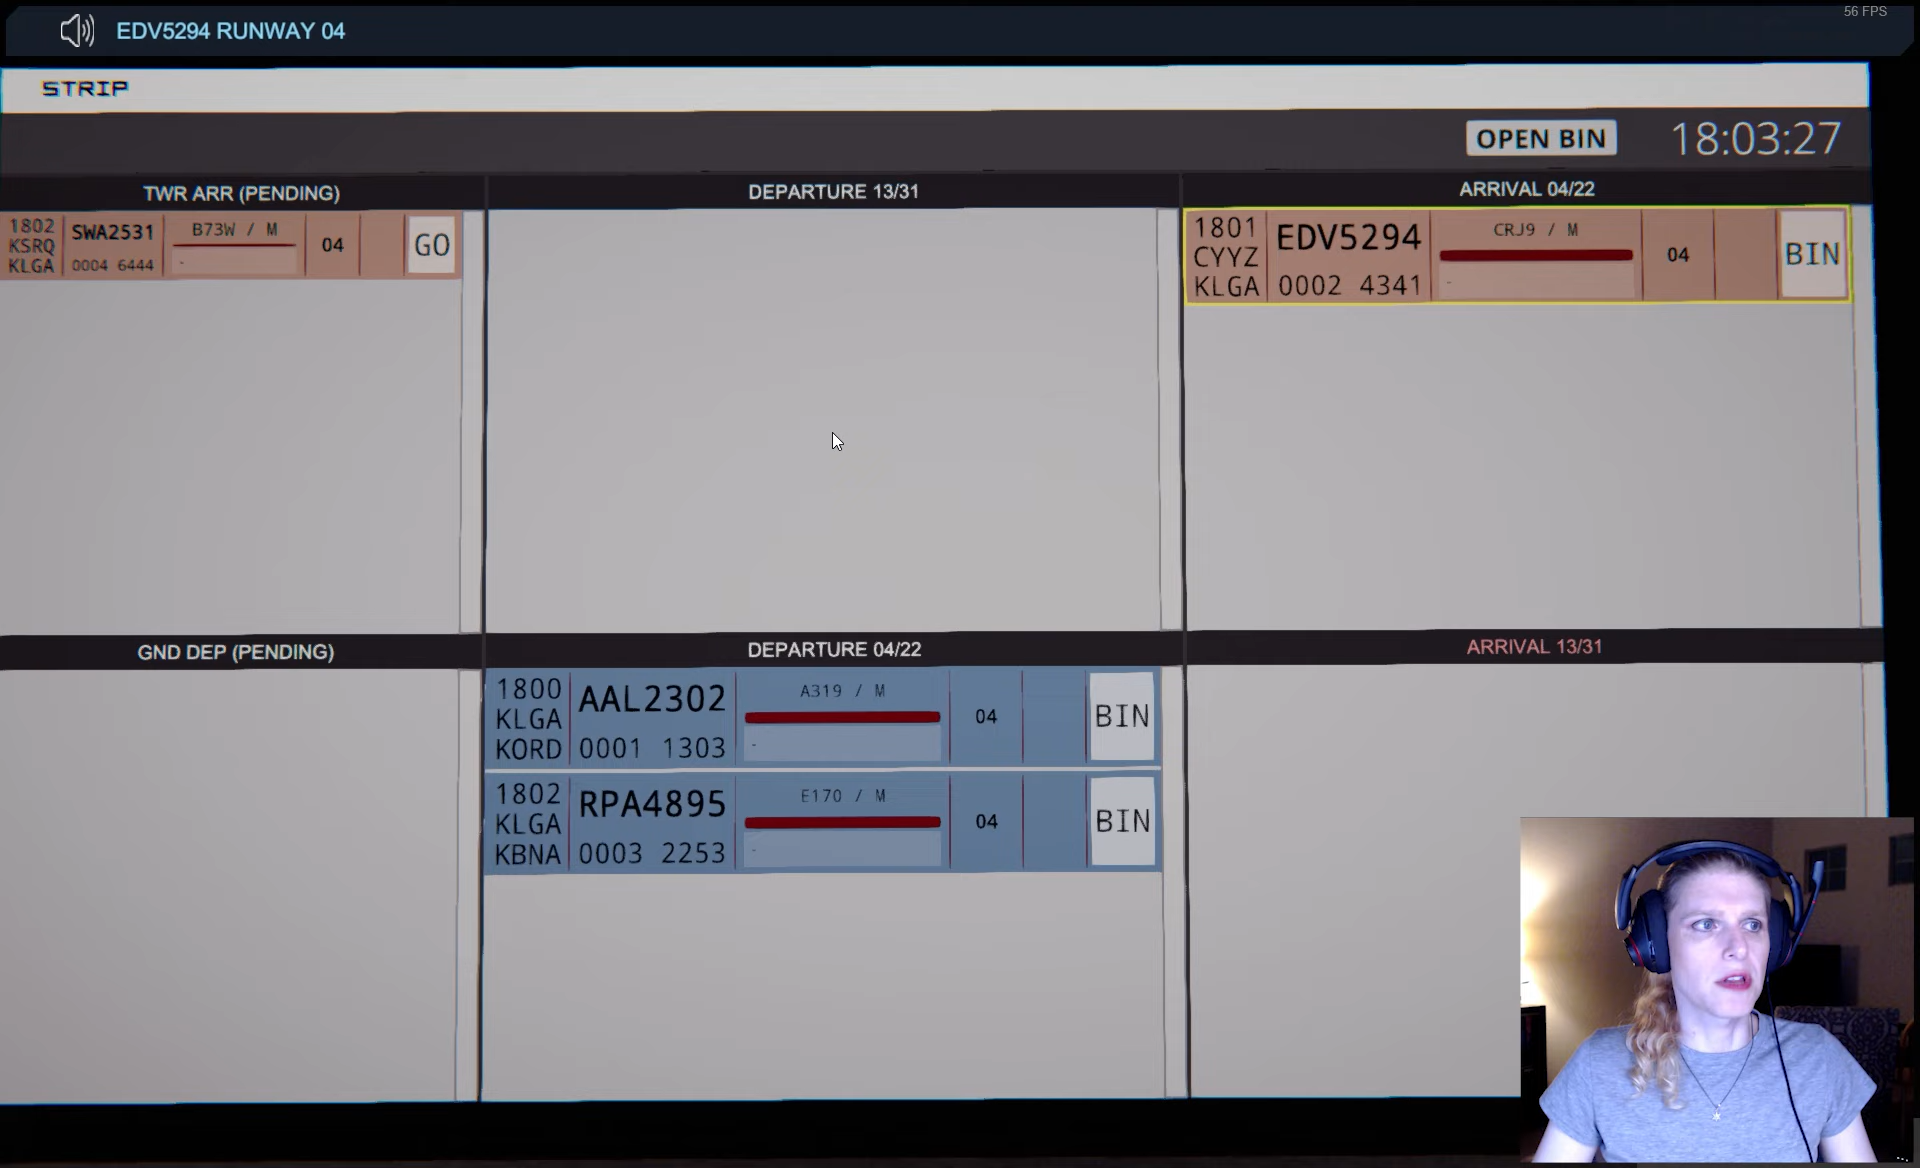 56 FPS
EDV5294 RUNWAY 04
STRIP
OPEN BIN 18:03:27
TWR ARR (PENDING)
1802
KSRQ
KLGA
SWA2531
0004 6444
B73W / M
-
04
GO
DEPARTURE 13/31
ARRIVAL 04/22
1801
CYYZ
KLGA
EDV5294
0002 4341
CRJ9 / M
-
04
BIN
GND DEP (PENDING)
DEPARTURE 04/22
1800
KLGA
KORD
AAL2302
0001 1303
A319 / M
-
04
BIN
1802
KLGA
KBNA
RPA4895
0003 2253
E170 / M
-
04
BIN
ARRIVAL 13/31